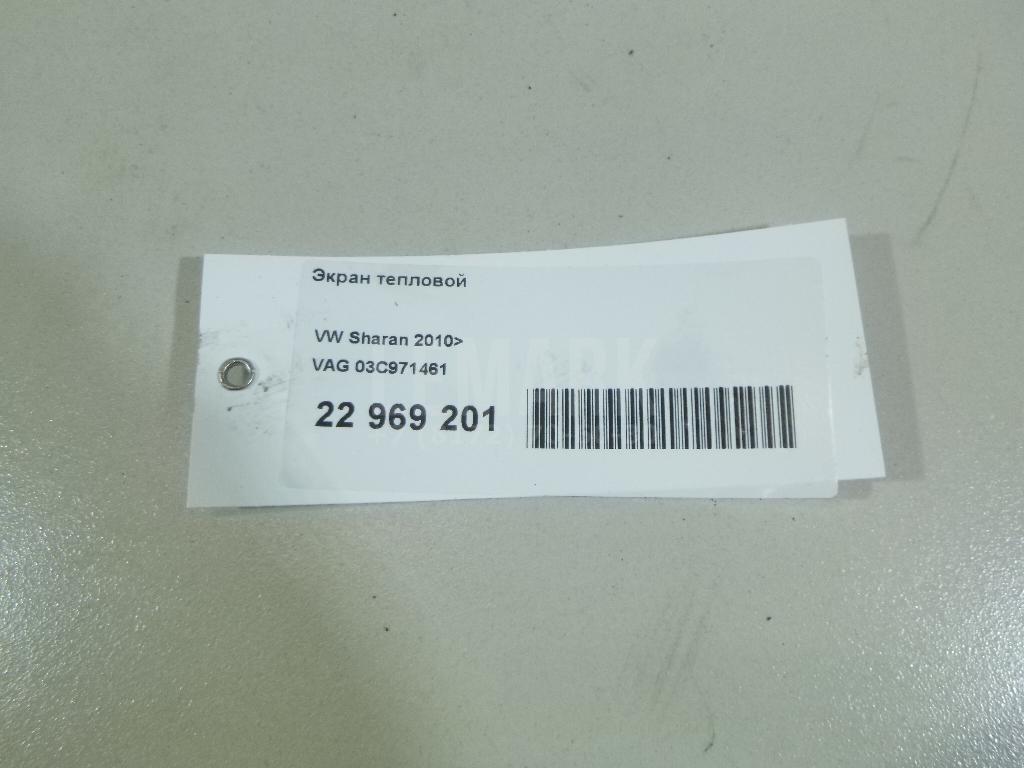 Экран тепловой
VW Sharan 2010>
VAG 03C971461
22 969 201